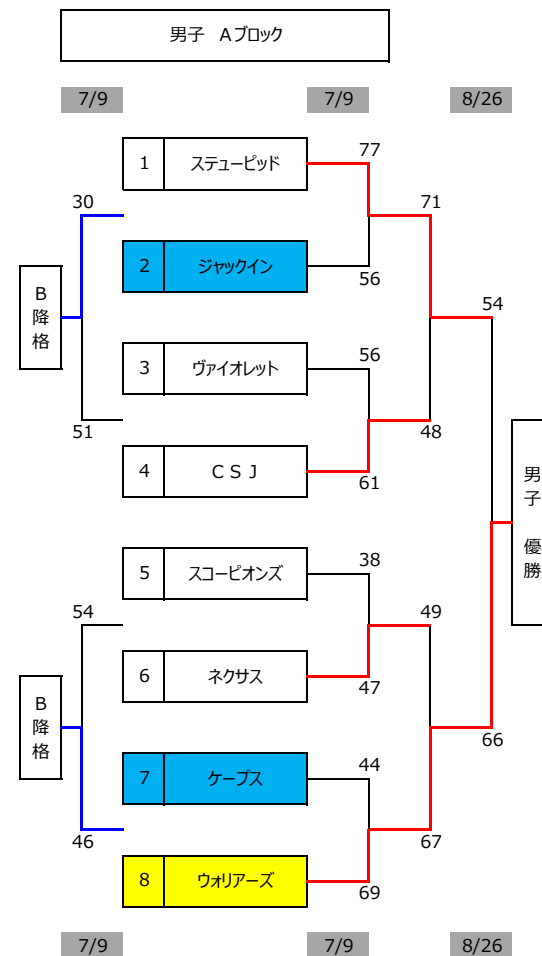 男子 Aブロック
7/9 7/9 8/26
1 ステューピッド 77
30 71
2 ジャックイン 56
B降格 54
3 ヴァイオレット 56
51 48
4 CSJ 61
男子 優勝
5 スコーピオンズ 38
54 49
6 ネクサス 47
B降格 66
7 ケープス 44
46 67
8 ウォリアーズ 69
7/9 7/9 8/26